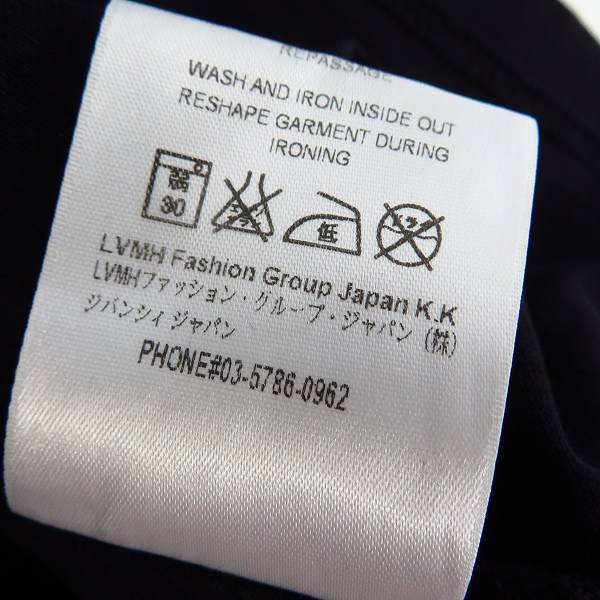 REPASSAGE
WASH AND IRON INSIDE OUT
RESHAPE GARMENT DURING
IRONING
弱
30
低
LVMH Fashion Group Japan K.K
LVMHファッション・グループ・ジャパン (株)
ジバンシィ ジャパン
PHONE#03-5786-0962